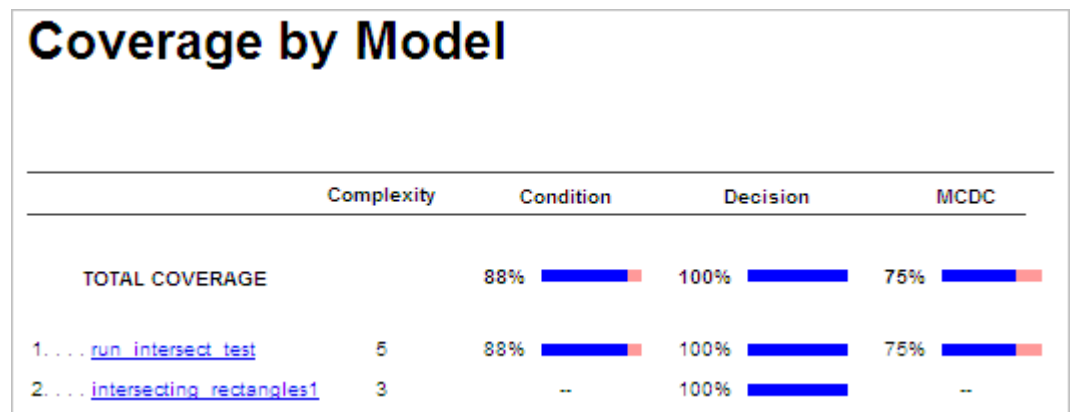 Coverage by Model
Complexity Condition Decision MCDC
TOTAL COVERAGE 88% 100% 75%
1. . . . run_intersect_test 5 88% 100% 75%
2. . . . intersecting_rectangles1 3 -- 100% --